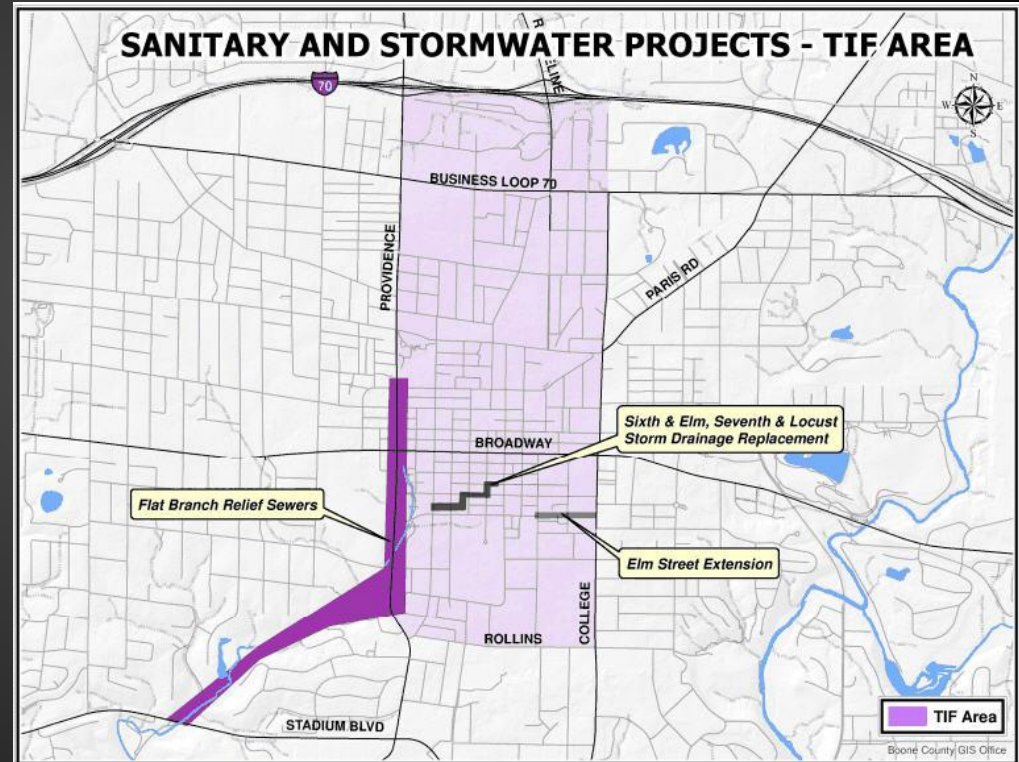 SANITARY AND STORMWATER PROJECTS - TIF AREA
70
N
W E
S
BUSINESS LOOP 70
PROVIDENCE
PARIS RD
Sixth & Elm, Seventh & Locust
Storm Drainage Replacement
BROADWAY
Flat Branch Relief Sewers
Elm Street Extension
COLLEGE
ROLLINS
STADIUM BLVD
TIF Area
Boone County GIS Office